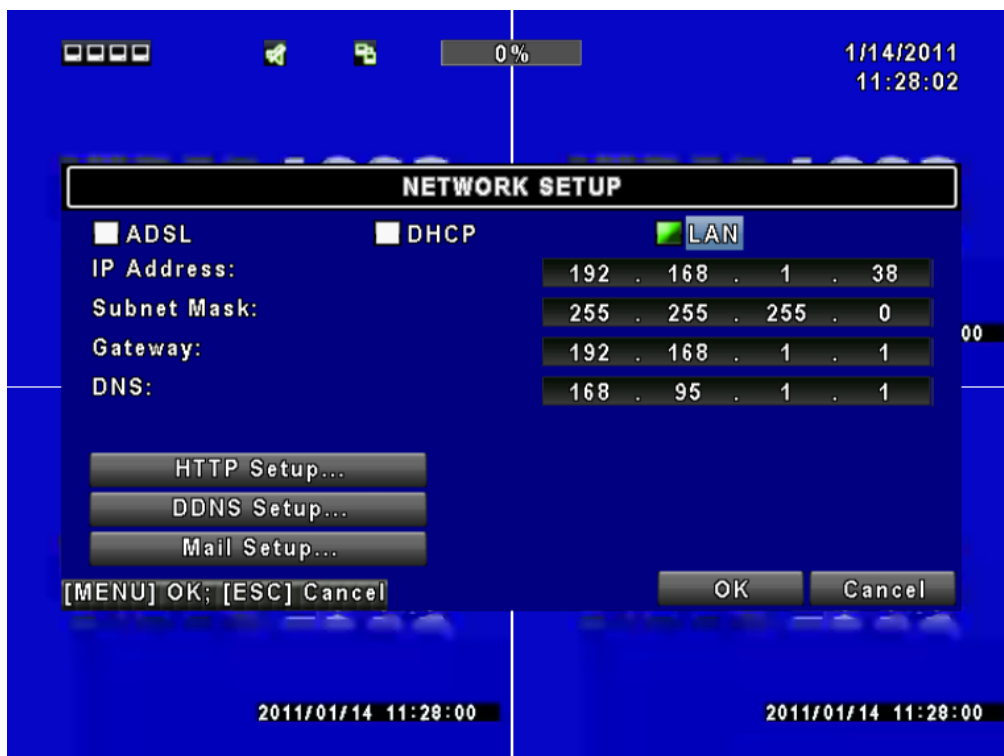 0%
1/14/2011
11:28:02
NETWORK SETUP
ADSL DHCP LAN
IP Address: 192 . 168 . 1 . 38
Subnet Mask: 255 . 255 . 255 . 0
00
Gateway: 192 . 168 . 1 . 1
DNS: 168 . 95 . 1 . 1
HTTP Setup...
DDNS Setup...
Mail Setup...
[MENU] OK; [ESC] Cancel
OK Cancel
2011/01/14 11:28:00 2011/01/14 11:28:00